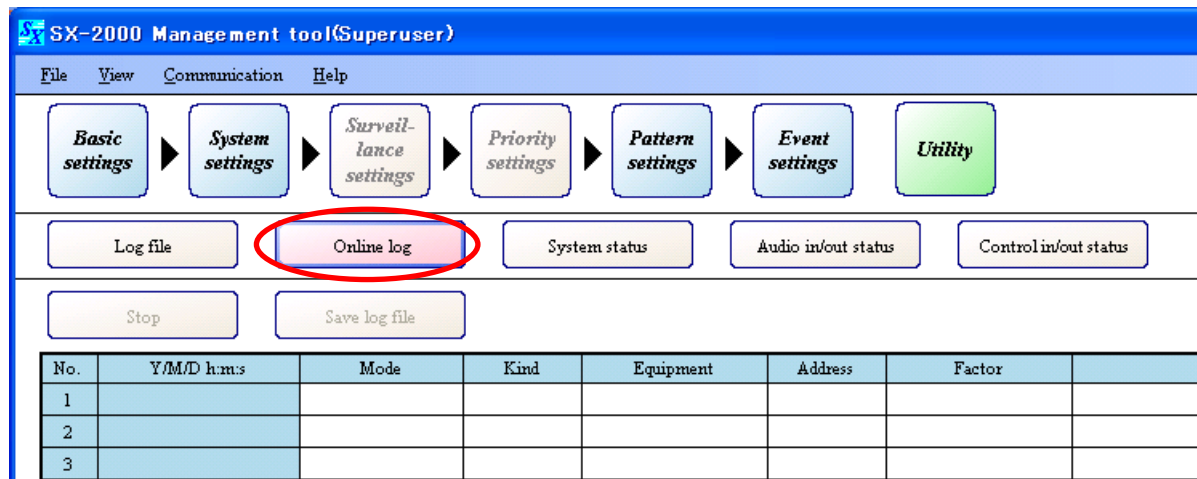 SX SX-2000 Management tool(Superuser)
File View Communication Help
Basic
settings
System
settings
Surveil-
lance
settings
Priority
settings
Pattern
settings
Event
settings
Utility
Log file Online log System status Audio in/out status Control in/out status
Stop Save log file
No. Y/M/D h:m:s Mode Kind Equipment Address Factor
1
2
3